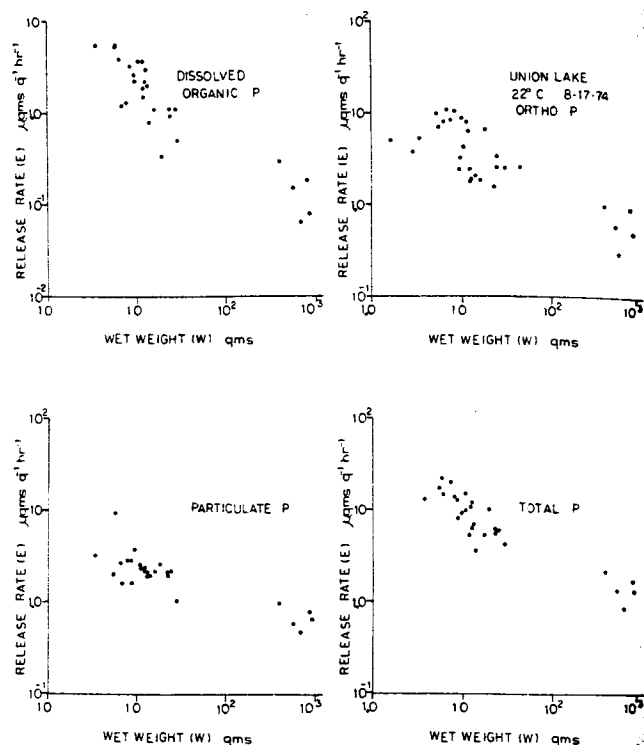 10
RELEASE RATE (E) μgms g⁻¹ hr⁻¹
DISSOLVED
ORGANIC P
1.0
10⁻¹
10⁻²
1.0 10 10² 10³
WET WEIGHT (W) gms
10²
RELEASE RATE (E) μgms g⁻¹ hr⁻¹
UNION LAKE
22°C 8-17-74
ORTHO P
10
1.0
10⁻¹
1.0 10 10² 10³
WET WEIGHT (W) gms
10²
RELEASE RATE (E) μgms g⁻¹ hr⁻¹
PARTICULATE P
10
1.0
10⁻¹
1.0 10 10² 10³
WET WEIGHT (W) gms
10²
RELEASE RATE (E) μgms g⁻¹ hr⁻¹
TOTAL P
10
1.0
10⁻¹
1.0 10 10² 10³
WET WEIGHT (W) gms